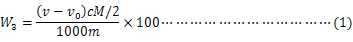 W₃ = (v − v₀)cM/2 / 1000m × 100⋯ ⋯⋯⋯ ⋯⋯⋯ ⋯⋯⋯ ⋯⋯⋯ (1)